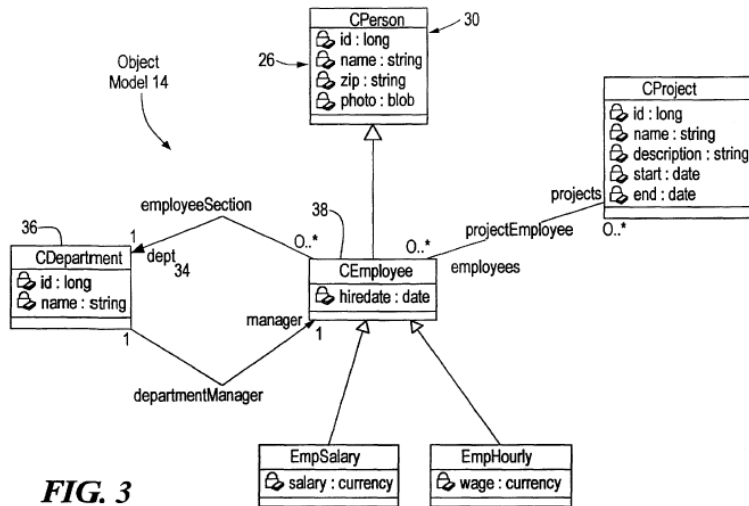 CPerson
30
26
id : long
name : string
zip : string
photo : blob
Object
Model 14
CProject
id : long
name : string
description : string
start : date
end : date
projects
O..*
projectEmployee
employeeSection
36
1
dept
34
38
O..*
O..*
employees
CDepartment
id : long
name : string
CEmployee
hiredate : date
manager
1
1
departmentManager
EmpSalary
salary : currency
EmpHourly
wage : currency
FIG. 3